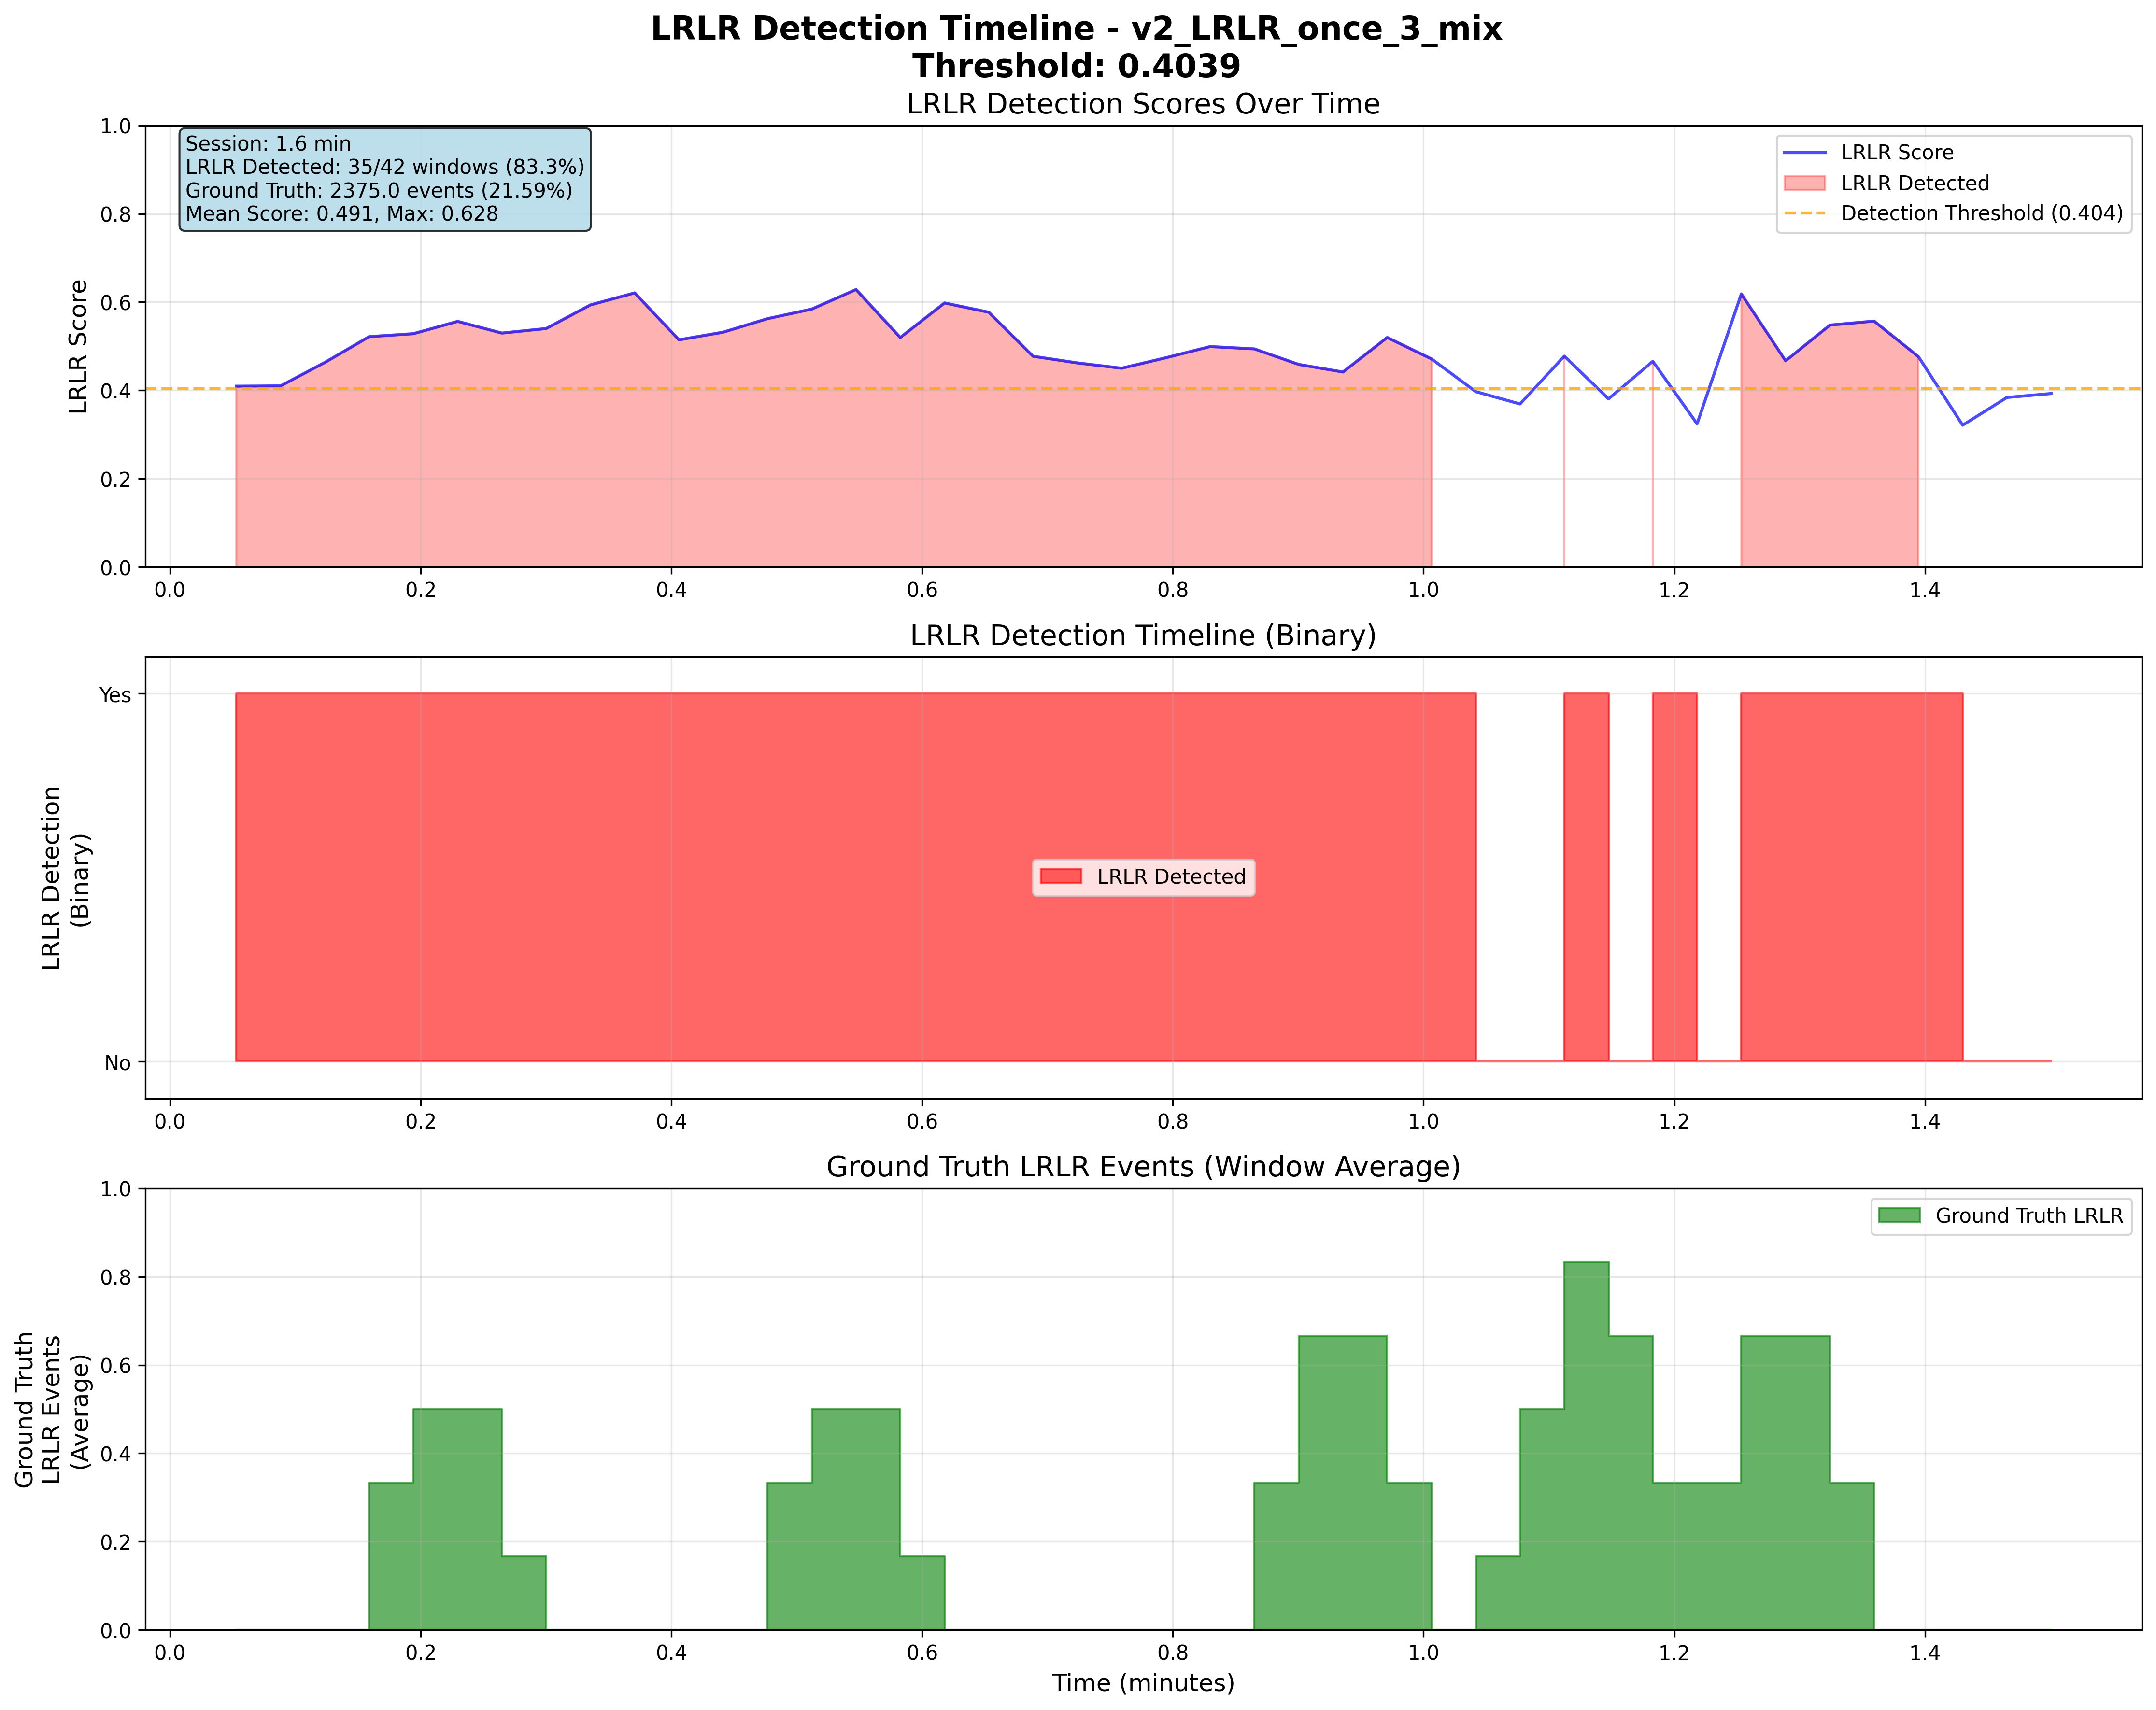 LRLR Detection Timeline - v2_LRLR_once_3_mix
Threshold: 0.4039
LRLR Detection Scores Over Time
Session: 1.6 min
LRLR Detected: 35/42 windows (83.3%)
Ground Truth: 2375.0 events (21.59%)
Mean Score: 0.491, Max: 0.628
LRLR Score
LRLR Detected
Detection Threshold (0.404)
LRLR Score
1.0
0.8
0.6
0.4
0.2
0.0
0.0 0.2 0.4 0.6 0.8 1.0 1.2 1.4
LRLR Detection Timeline (Binary)
LRLR Detection
(Binary)
Yes
No
LRLR Detected
0.0 0.2 0.4 0.6 0.8 1.0 1.2 1.4
Ground Truth LRLR Events (Window Average)
Ground Truth
LRLR Events
(Average)
1.0
0.8
0.6
0.4
0.2
0.0
Ground Truth LRLR
0.0 0.2 0.4 0.6 0.8 1.0 1.2 1.4
Time (minutes)